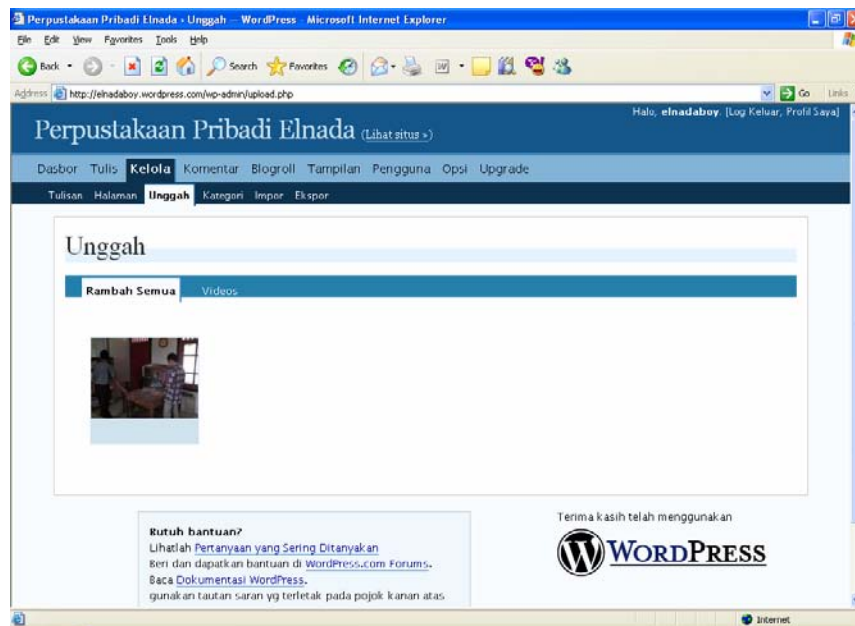 Perpustakaan Pribadi Elnada › Unggah — WordPress - Microsoft Internet Explorer
File Edit View Favorites Tools Help
Back Search Favorites
Address http://elnadaboy.wordpress.com/wp-admin/upload.php Go Links
Halo, elnadaboy. [Log Keluar, Profil Saya]
Perpustakaan Pribadi Elnada (Lihat situs »)
Dasbor Tulis Kelola Komentar Blogroll Tampilan Pengguna Opsi Upgrade
Tulisan Halaman Unggah Kategori Impor Ekspor
Unggah
Rambah Semua Videos
Butuh bantuan?
Lihatlah Pertanyaan yang Sering Ditanyakan
Beri dan dapatkan bantuan di WordPress.com Forums.
Baca Dokumentasi WordPress.
gunakan tautan saran yg terletak pada pojok kanan atas
Terima kasih telah menggunakan
WORDPRESS
Internet